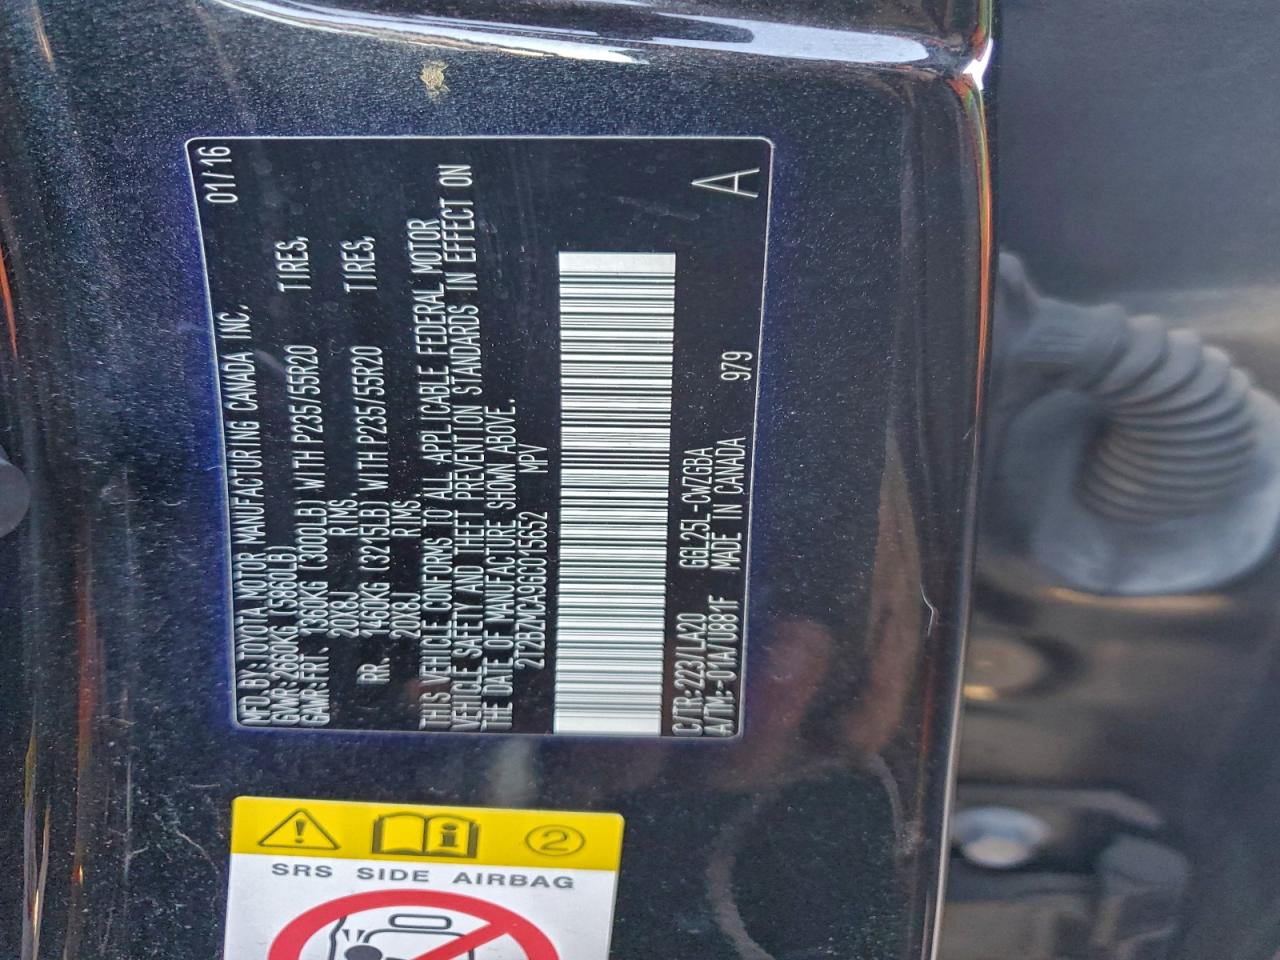 MFD.BY:TOYOTA MOTOR MANUFACTURING CANADA INC. 01/16
GVWR:2660KG (5860LB)
GAWR:FRT. 1360KG (3000LB) WITH P235/55R20 TIRES,
20X8J RIMS.
RR. 1460KG (3215LB) WITH P235/55R20 TIRES,
20X8J RIMS.
THIS VEHICLE CONFORMS TO ALL APPLICABLE FEDERAL MOTOR
VEHICLE SAFETY AND THEFT PREVENTION STANDARDS IN EFFECT ON
THE DATE OF MANUFACTURE SHOWN ABOVE.
2T2BZMCA9GC015652 MPV
C/TR:223/LA20 GGL25L-CWZGBA
A/TM:-01A/U881F MADE IN CANADA 979
A
2
SRS SIDE AIRBAG